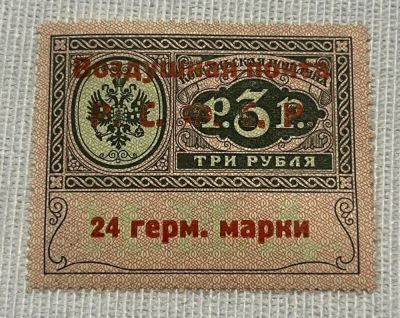 Воздушная почта
Р. С. Ф. С. Р.
Р. 3 Р.
ТРИ РУБЛЯ
24 герм. марки